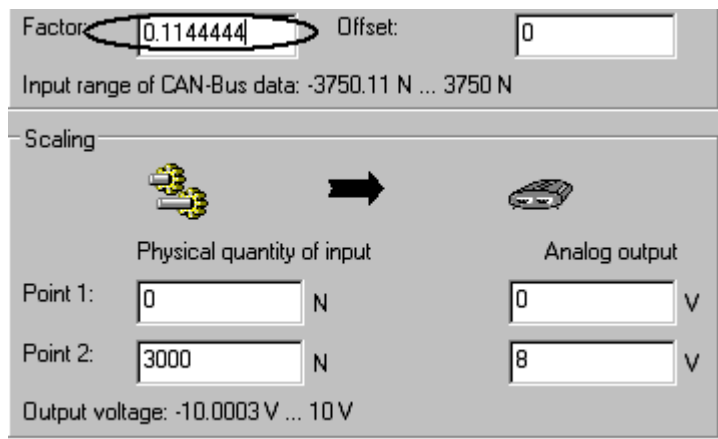 Factor: 0.1144444 Offset: 0
Input range of CAN-Bus data: -3750.11 N ... 3750 N
Scaling
Physical quantity of input Analog output
Point 1: 0 N 0 V
Point 2: 3000 N 8 V
Output voltage: -10.0003 V ... 10 V